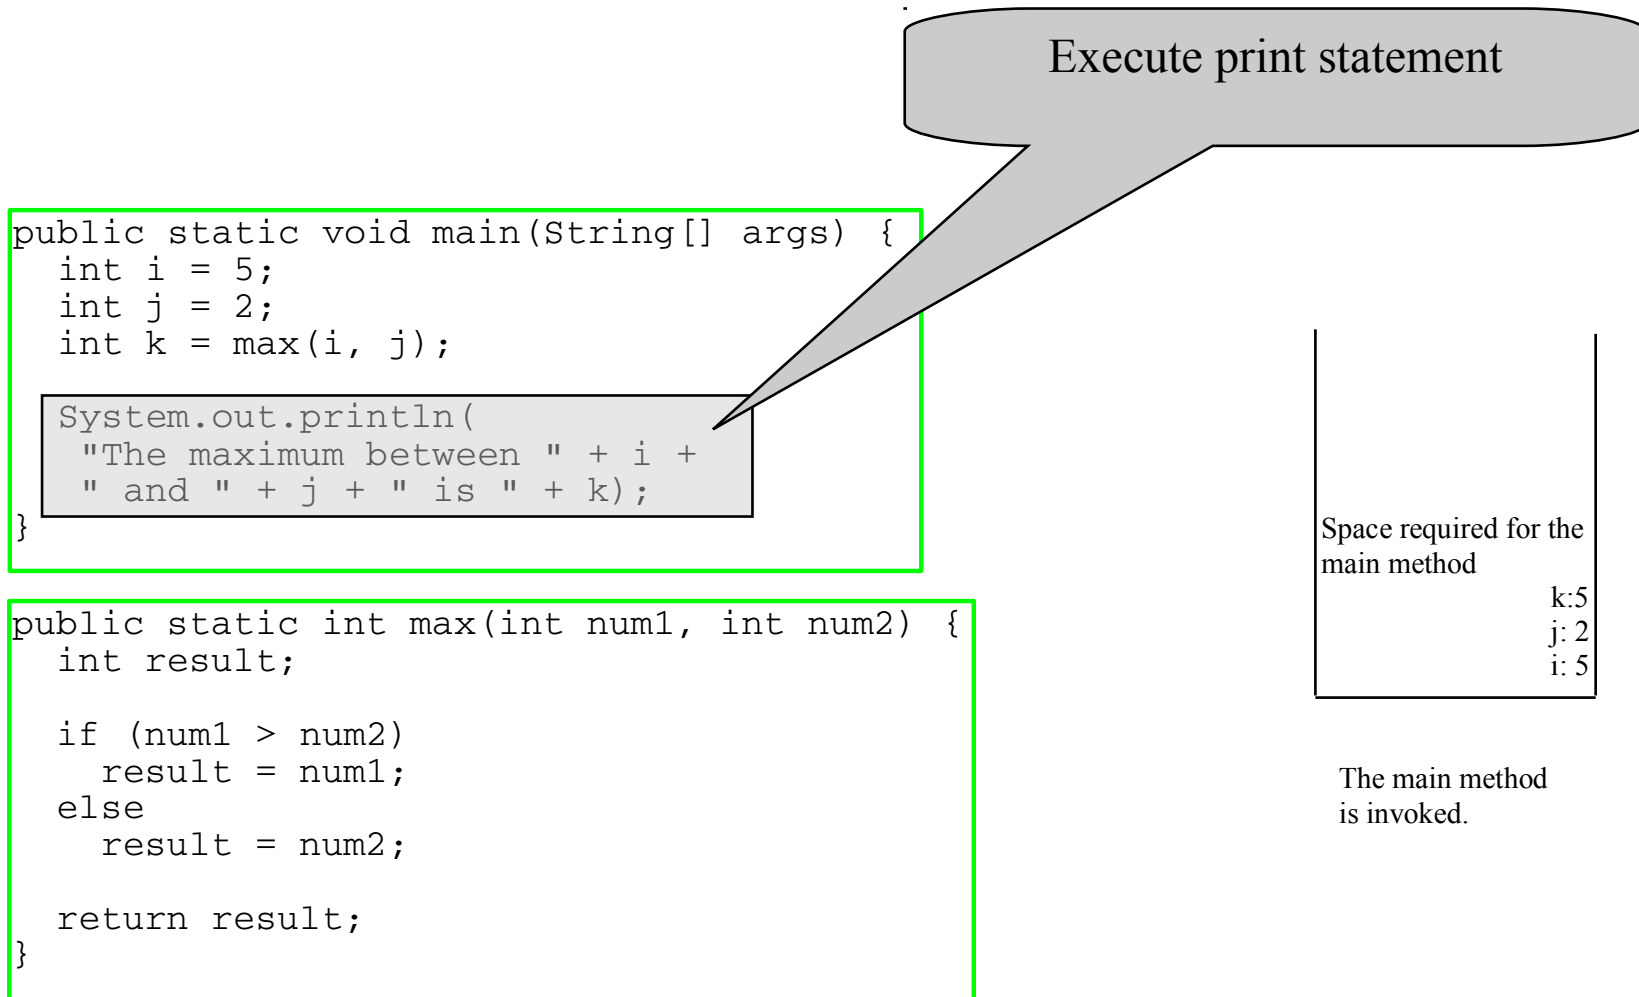 Execute print statement
public static void main(String[] args) {
  int i = 5;
  int j = 2;
  int k = max(i, j);
  System.out.println(
   "The maximum between " + i +
   " and " + j + " is " + k);
}
public static int max(int num1, int num2) {
  int result;
  if (num1 > num2)
    result = num1;
  else
    result = num2;
  return result;
}
Space required for the
main method
k:5
j: 2
i: 5
The main method
is invoked.